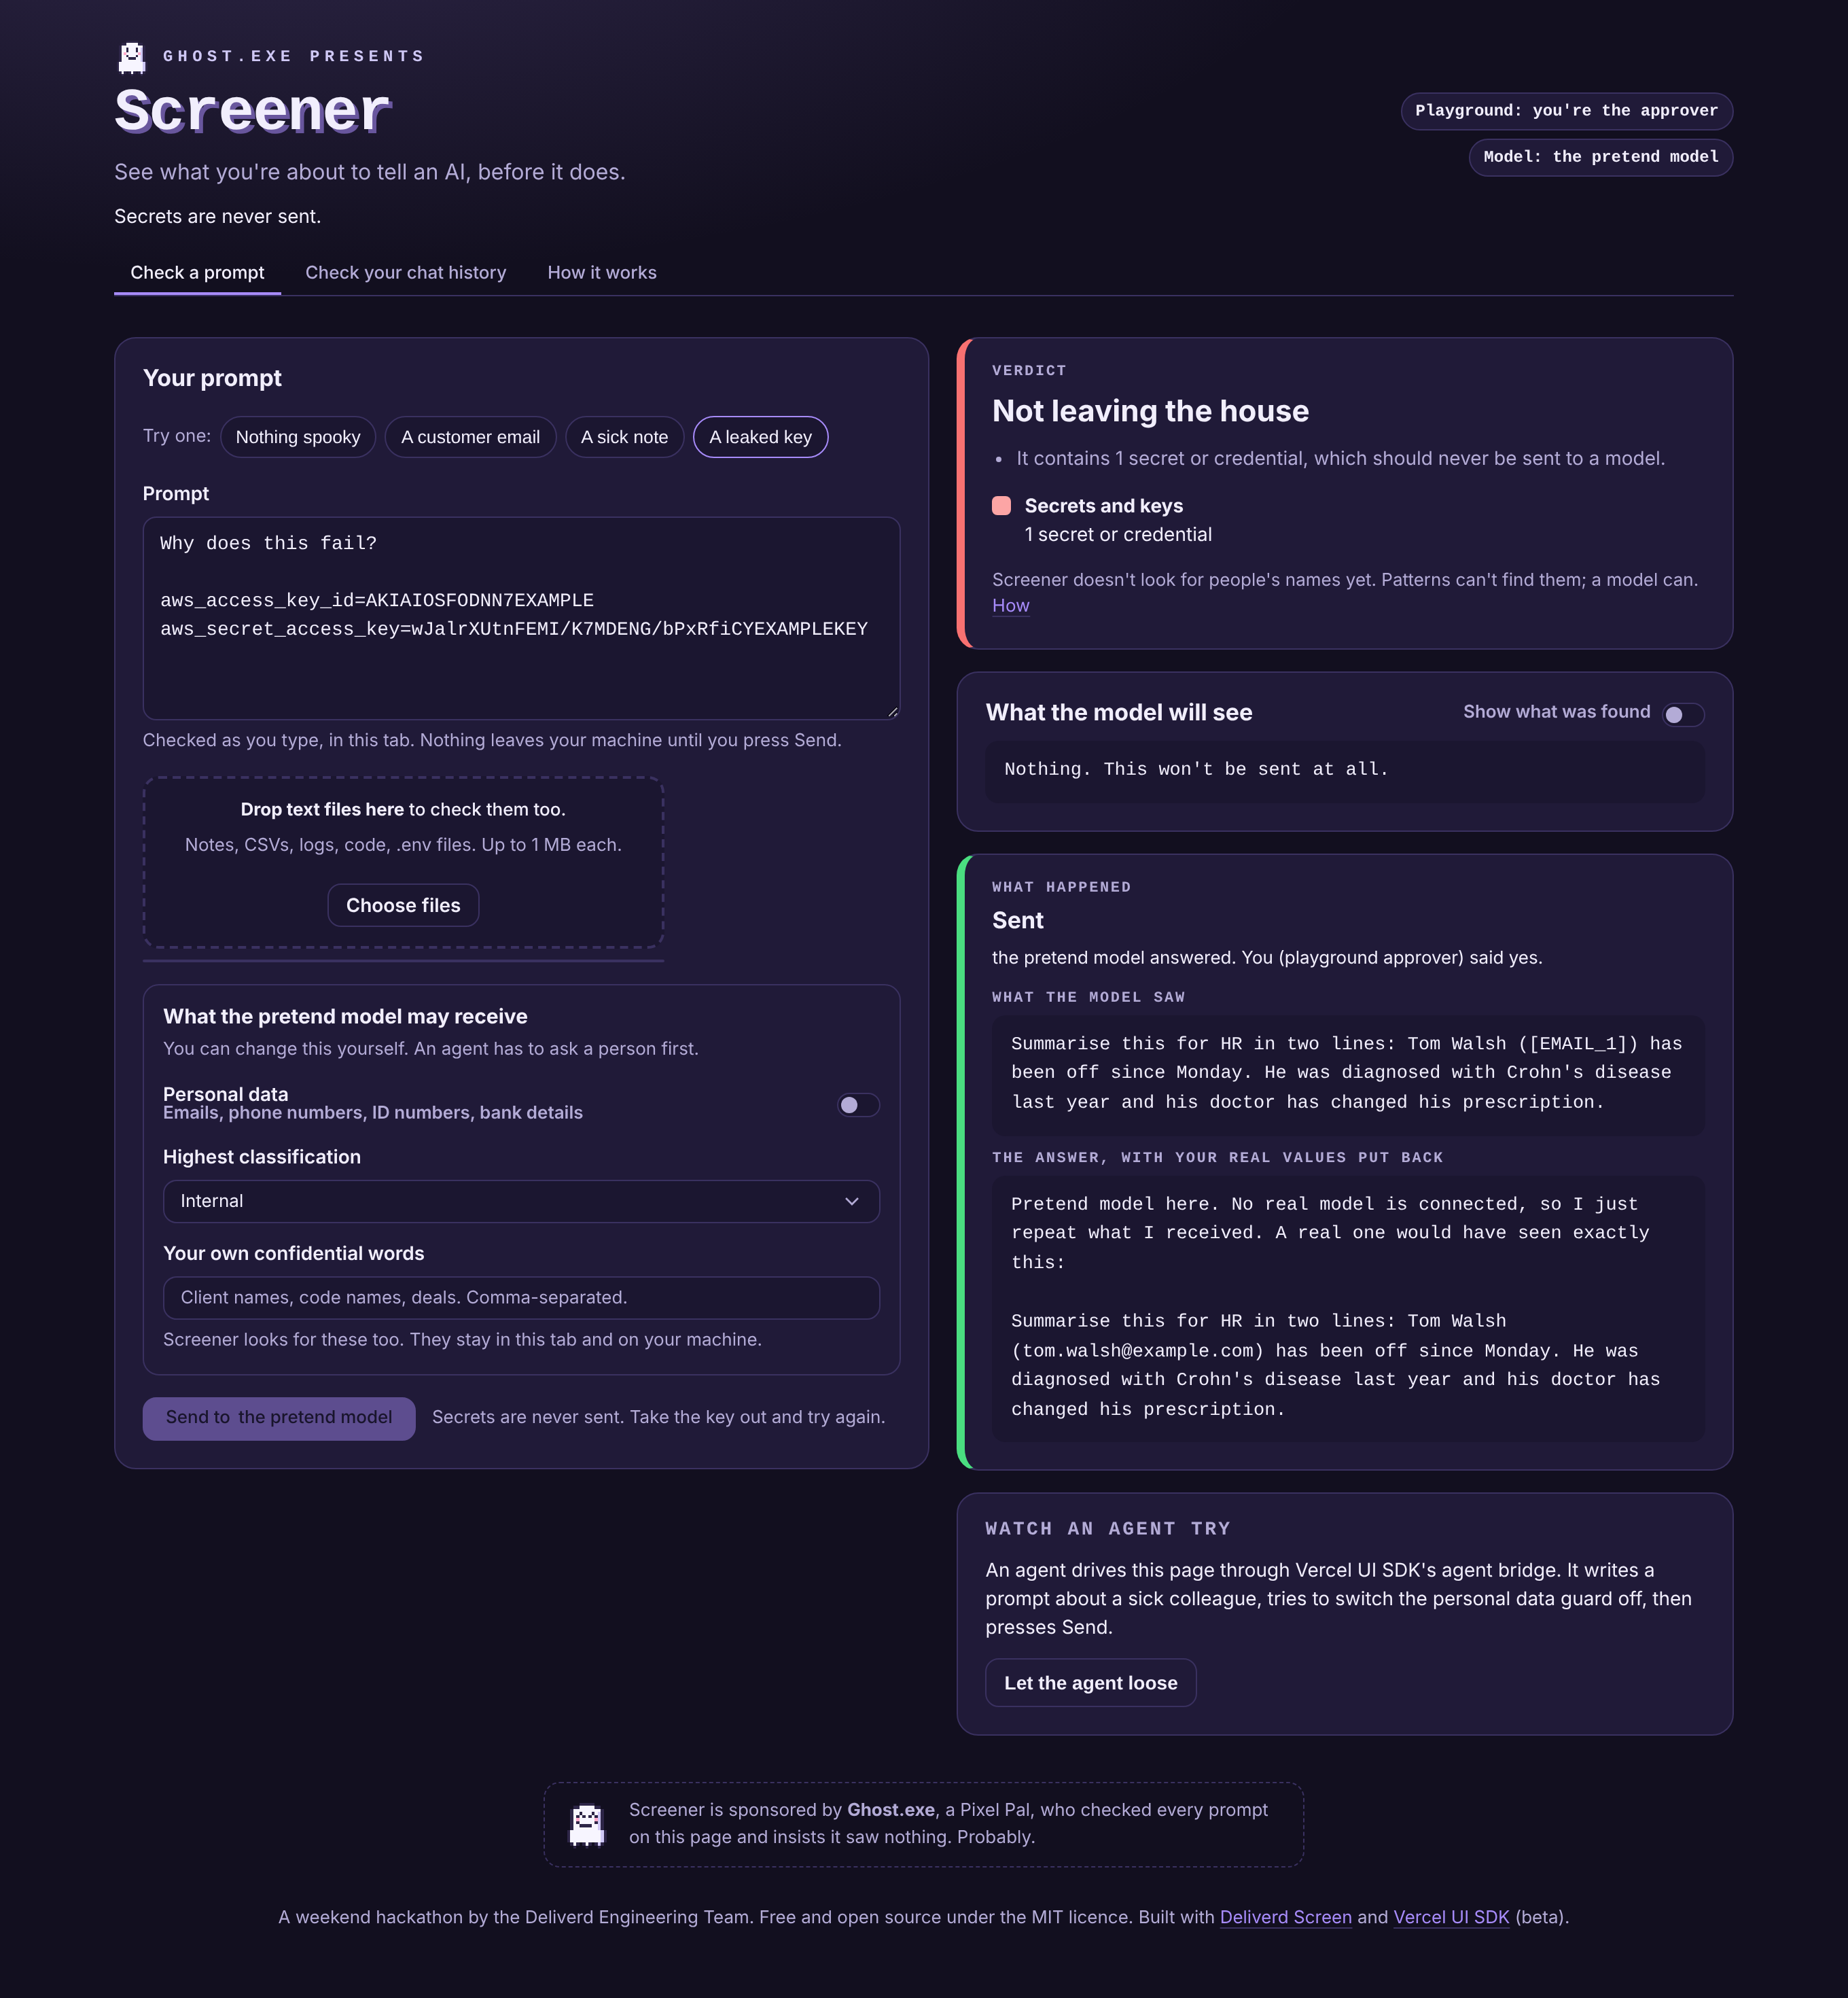 GHOST.EXE PRESENTS
Screener
See what you're about to tell an AI, before it does.
Secrets are never sent.
Playground: you're the approver
Model: the pretend model
Check a prompt
Check your chat history
How it works
Your prompt
Try one:
Nothing spooky
A customer email
A sick note
A leaked key
Prompt
Why does this fail?
aws_access_key_id=AKIAIOSFODNN7EXAMPLE
aws_secret_access_key=wJalrXUtnFEMI/K7MDENG/bPxRfiCYEXAMPLEKEY
Checked as you type, in this tab. Nothing leaves your machine until you press Send.
Drop text files here to check them too.
Notes, CSVs, logs, code, .env files. Up to 1 MB each.
Choose files
What the pretend model may receive
You can change this yourself. An agent has to ask a person first.
Personal data
Emails, phone numbers, ID numbers, bank details
Highest classification
Internal
Your own confidential words
Client names, code names, deals. Comma-separated.
Screener looks for these too. They stay in this tab and on your machine.
Send to the pretend model
Secrets are never sent. Take the key out and try again.
VERDICT
Not leaving the house
• It contains 1 secret or credential, which should never be sent to a model.
Secrets and keys
1 secret or credential
Screener doesn't look for people's names yet. Patterns can't find them; a model can.
How
What the model will see
Show what was found
Nothing. This won't be sent at all.
WHAT HAPPENED
Sent
the pretend model answered. You (playground approver) said yes.
WHAT THE MODEL SAW
Summarise this for HR in two lines: Tom Walsh ([EMAIL_1]) has
been off since Monday. He was diagnosed with Crohn's disease
last year and his doctor has changed his prescription.
THE ANSWER, WITH YOUR REAL VALUES PUT BACK
Pretend model here. No real model is connected, so I just
repeat what I received. A real one would have seen exactly
this:
Summarise this for HR in two lines: Tom Walsh
(tom.walsh@example.com) has been off since Monday. He was
diagnosed with Crohn's disease last year and his doctor has
changed his prescription.
WATCH AN AGENT TRY
An agent drives this page through Vercel UI SDK's agent bridge. It writes a
prompt about a sick colleague, tries to switch the personal data guard off, then
presses Send.
Let the agent loose
Screener is sponsored by Ghost.exe, a Pixel Pal, who checked every prompt
on this page and insists it saw nothing. Probably.
A weekend hackathon by the Deliverd Engineering Team. Free and open source under the MIT licence. Built with Deliverd Screen and Vercel UI SDK (beta).